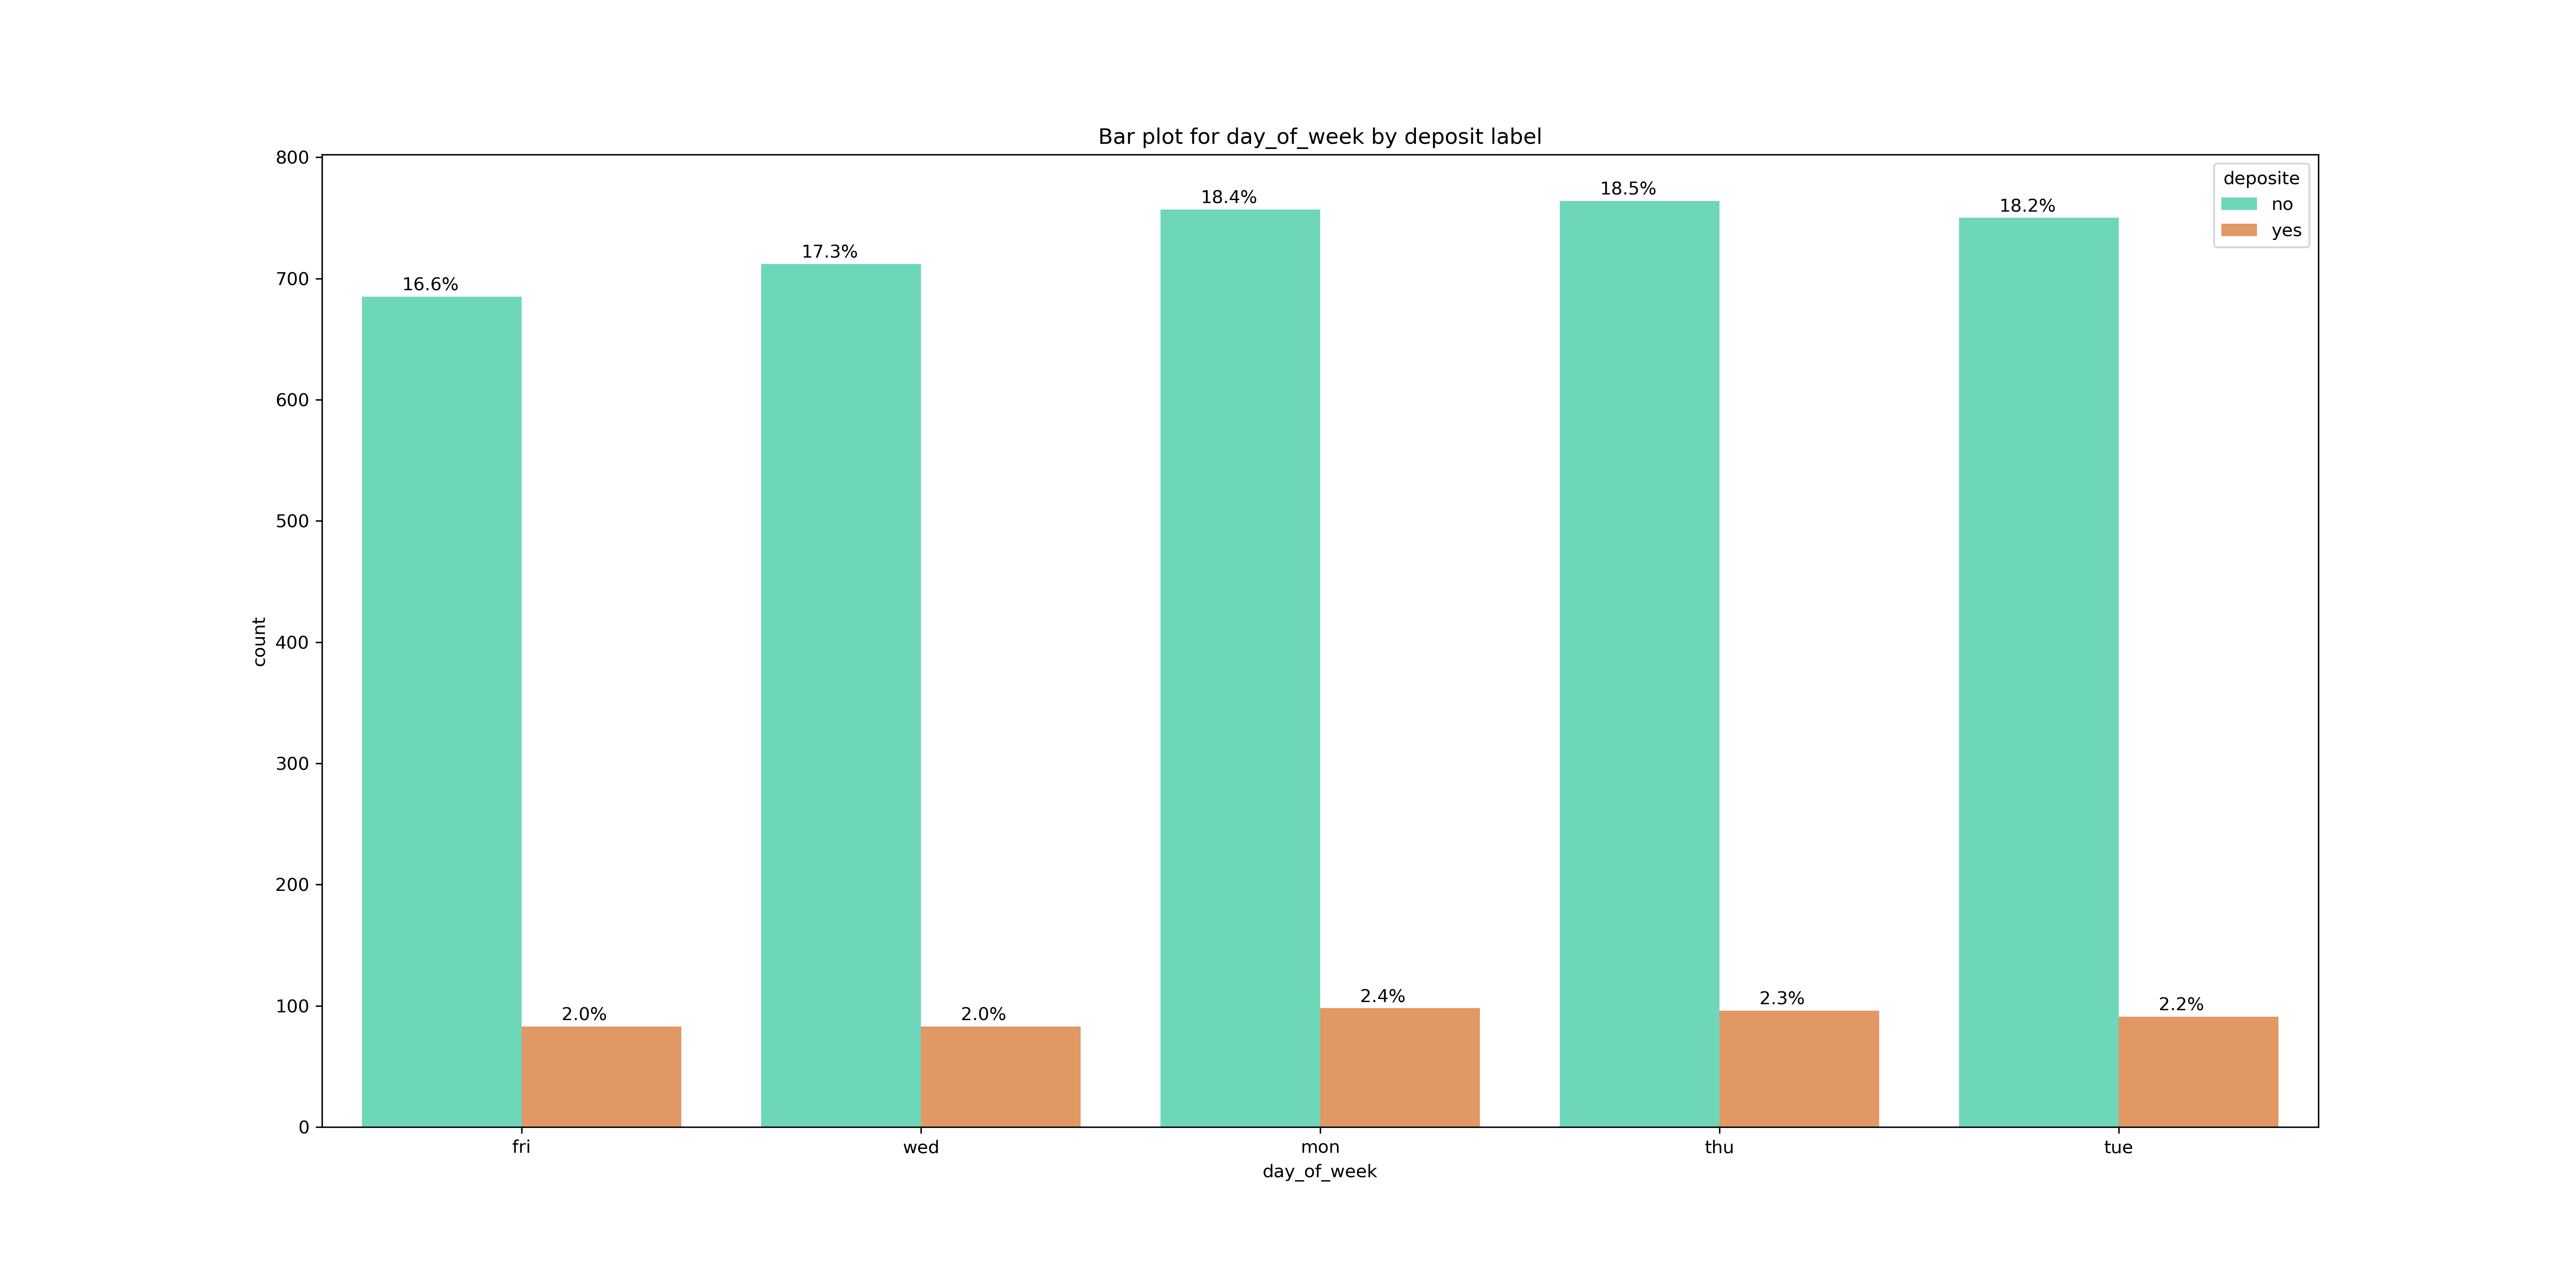 Bar plot for day_of_week by deposit label
deposite
no
yes
count
800
700
600
500
400
300
200
100
0
16.6%
2.0%
17.3%
2.0%
18.4%
2.4%
18.5%
2.3%
18.2%
2.2%
fri
wed
mon
thu
tue
day_of_week